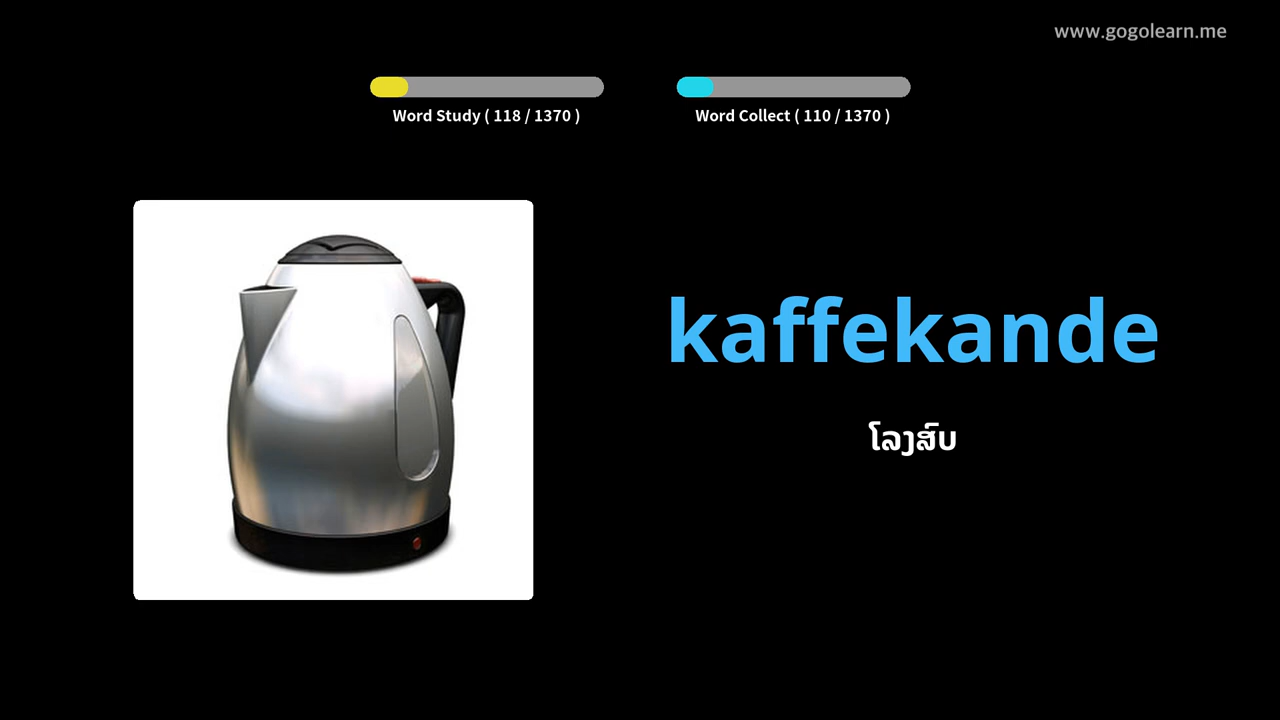 www.gogolearn.me
Word Study ( 118 / 1370 )
Word Collect ( 110 / 1370 )
kaffekande
ໂລງສົບ